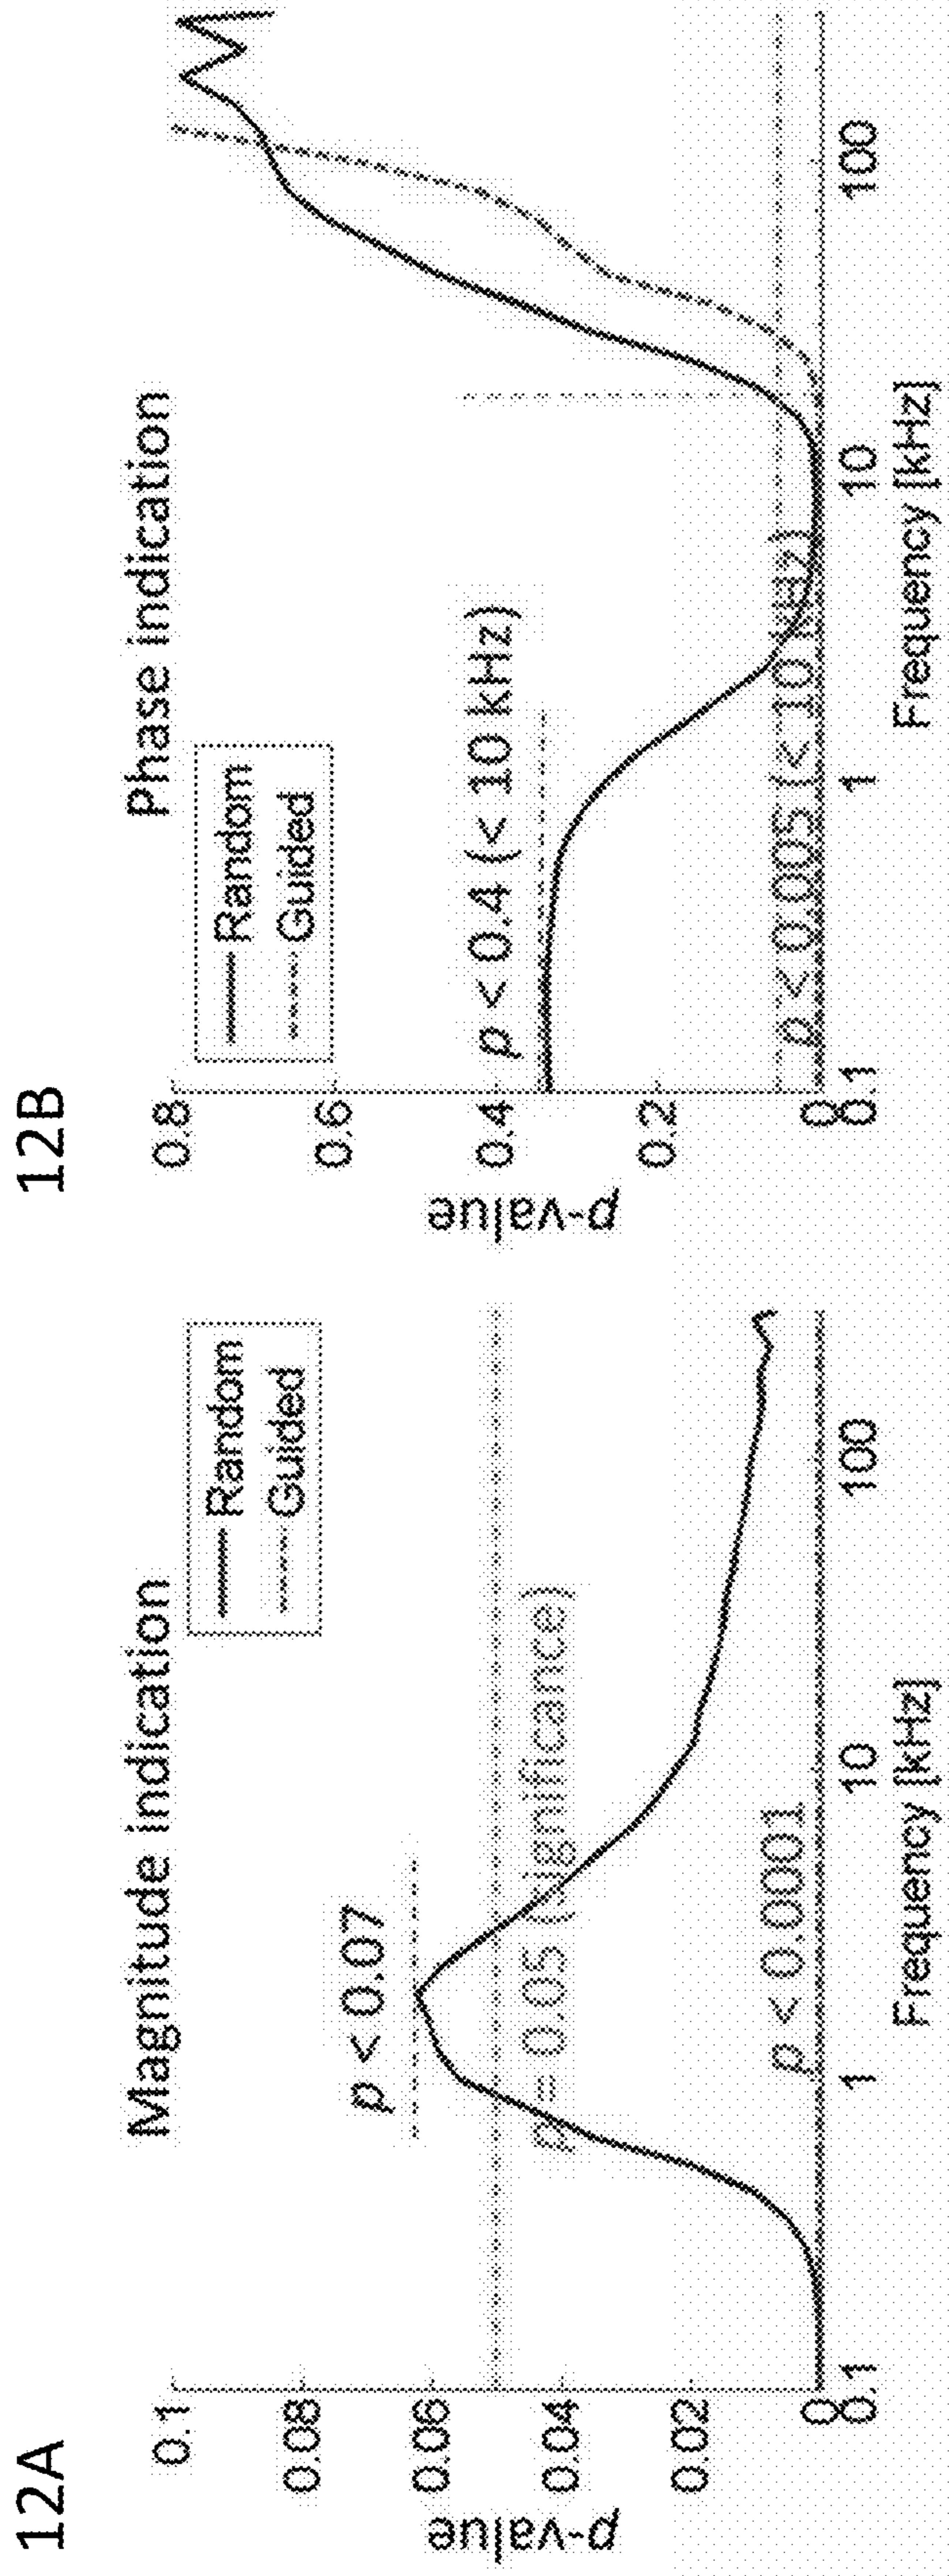 12A
Magnitude indication
Random
Guided
p < 0.07
p = 0.05 (significance)
p < 0.0001
p-value
0.1
0.08
0.06
0.04
0.02
0
0.1
1
10
100
Frequency [kHz]
12B
Phase indication
Random
Guided
p < 0.4 (< 10 kHz)
p < 0.005 (< 10 kHz)
p-value
0.8
0.6
0.4
0.2
0
0.1
1
10
100
Frequency [kHz]